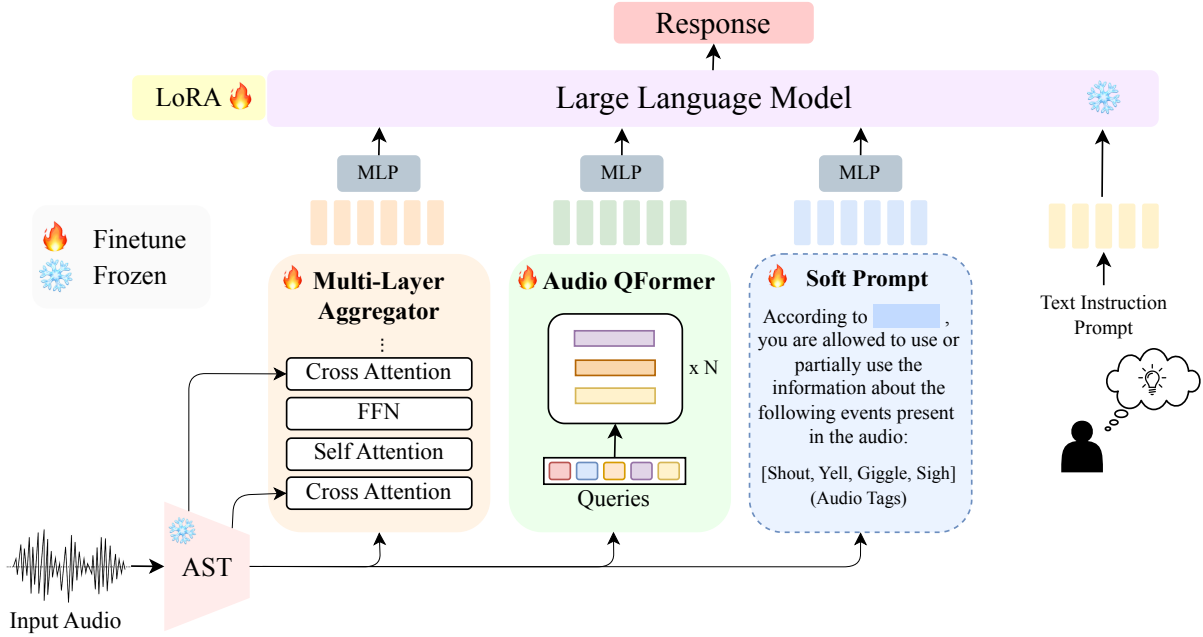 Response
LoRA
Large Language Model
MLP
MLP
MLP
Finetune
Frozen
Multi-Layer
Aggregator
...
Cross Attention
FFN
Self Attention
Cross Attention
Audio QFormer
x N
Queries
Soft Prompt
According to ,
you are allowed to use or
partially use the
information about the
following events present
in the audio:
[Shout, Yell, Giggle, Sigh]
(Audio Tags)
Text Instruction
Prompt
AST
Input Audio